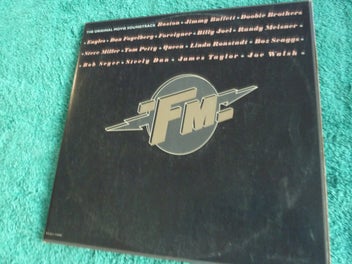 THE ORIGINAL MOVIE SOUNDTRACK Boston • Jimmy Buffett • Doobie Brothers
• Eagles • Dan Fogelberg • Foreigner • Billy Joel • Randy Meisner
• Steve Miller • Tom Petty • Queen • Linda Ronstadt • Boz Scaggs
• Bob Seger • Steely Dan • James Taylor • Joe Walsh •
FM